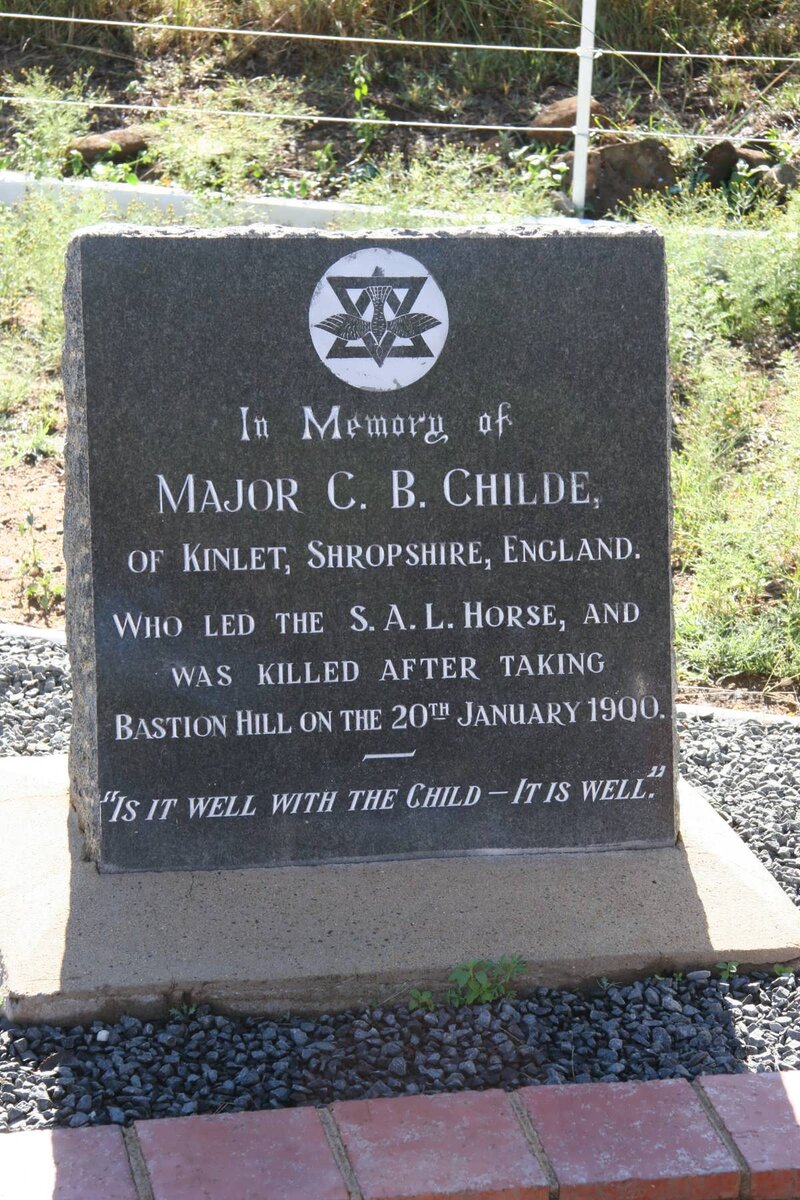 In Memory of
MAJOR C. B. CHILDE,
OF KINLET, SHROPSHIRE, ENGLAND.
WHO LED THE S. A. L. HORSE, AND
WAS KILLED AFTER TAKING
BASTION HILL ON THE 20TH JANUARY 1900.
"IS IT WELL WITH THE CHILD – IT IS WELL."